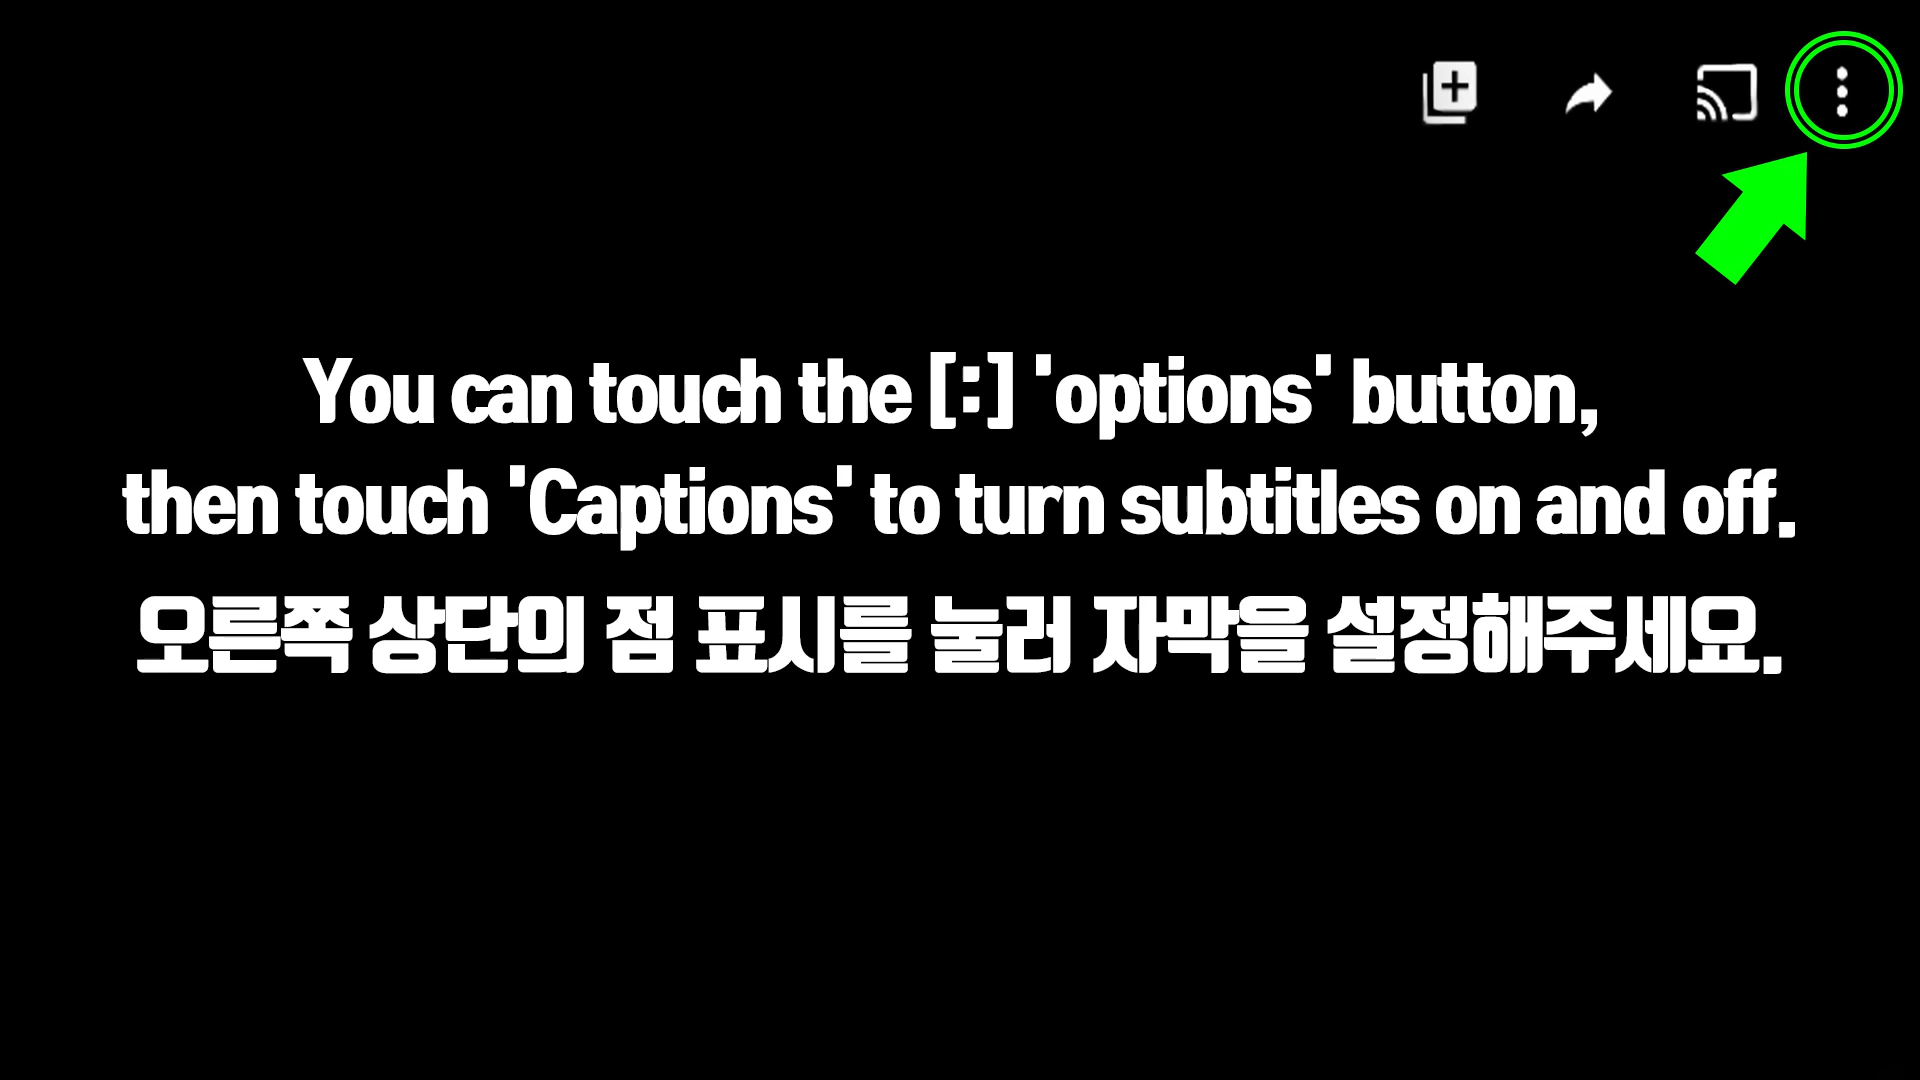 You can touch the [:] 'options' button,
then touch 'Captions' to turn subtitles on and off.
오른쪽 상단의 점 표시를 눌러 자막을 설정해주세요.